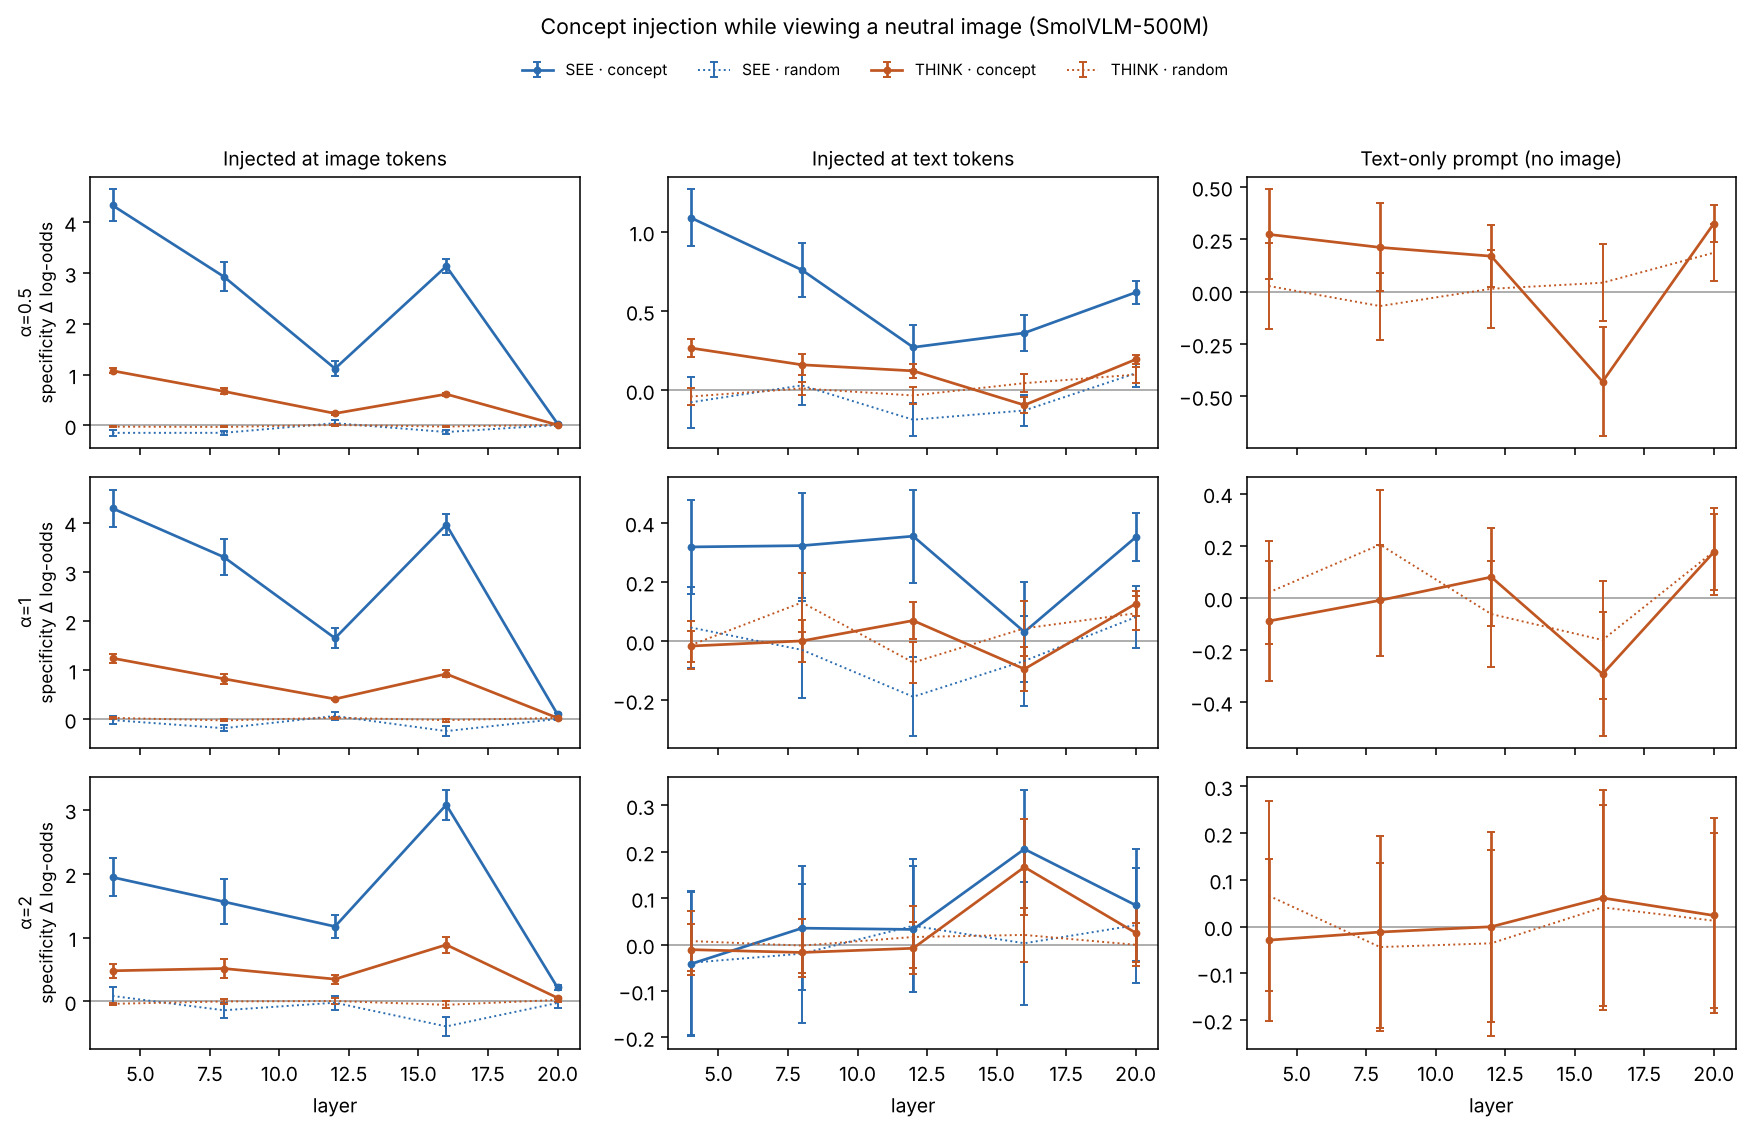 Concept injection while viewing a neutral image (SmolVLM-500M)
SEE · concept SEE · random THINK · concept THINK · random
Injected at image tokens
α=0.5
specificity Δ log-odds
4
3
2
1
0
Injected at text tokens
1.0
0.5
0.0
Text-only prompt (no image)
0.50
0.25
0.00
−0.25
−0.50
α=1
specificity Δ log-odds
4
3
2
1
0
0.4
0.2
0.0
−0.2
0.4
0.2
0.0
−0.2
−0.4
α=2
specificity Δ log-odds
3
2
1
0
5.0 7.5 10.0 12.5 15.0 17.5 20.0
layer
0.3
0.2
0.1
0.0
−0.1
−0.2
5.0 7.5 10.0 12.5 15.0 17.5 20.0
layer
0.3
0.2
0.1
0.0
−0.1
−0.2
5.0 7.5 10.0 12.5 15.0 17.5 20.0
layer